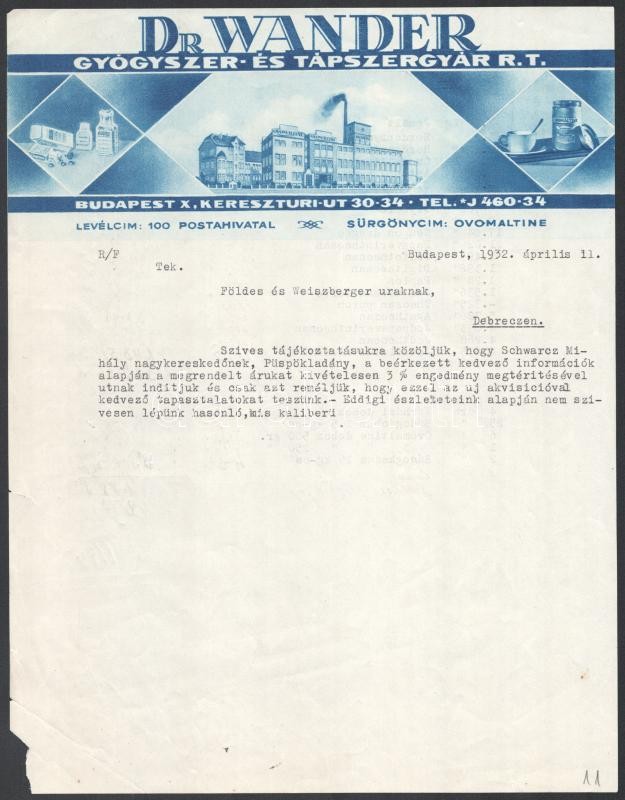 DR WANDER
GYÓGYSZER- ÉS TÁPSZERGYÁR R.T.
BUDAPEST X, KERESZTURI-UT 30-34 · TEL. *J 460-34
LEVÉLCIM: 100 POSTAHIVATAL SÜRGÖNYCIM: OVOMALTINE
R/F Budapest, 1932. április 11.
Tek.
Földes és Weiszberger uraknak,
Debreczen.
Szives tájékoztatásukra közöljük, hogy Schwarcz Mi-
hály nagykereskedőnek, Püspökladány, a beérkezett kedvező információk
alapján a megrendelt árukat kivételesen 3 % engedmény megtéritésével
utnak inditjuk és csak azt reméljük, hogy ezzel az uj akvisicióval
kedvező tapasztalatokat teszünk.- Eddigi észleleteink alapján nem szi-
vesen lépünk hasonló, kis kaliberü
11